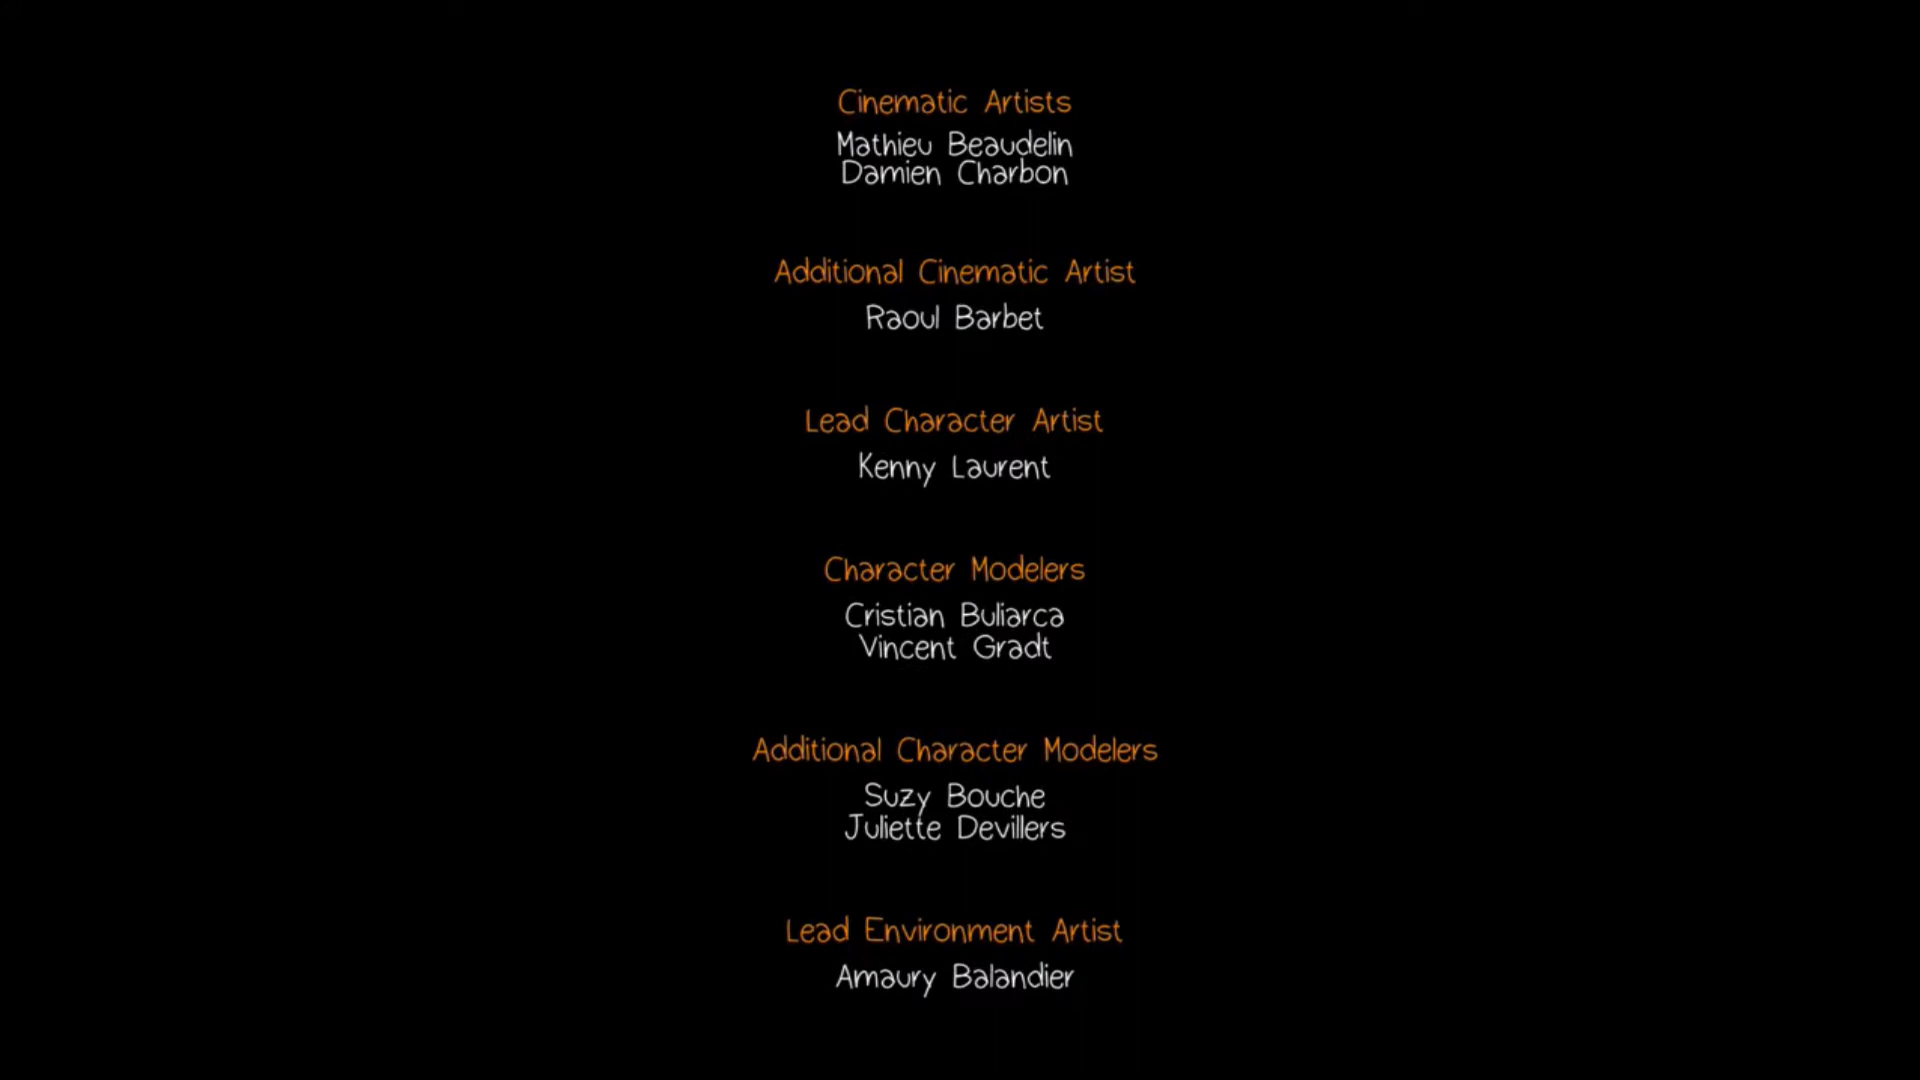 Cinematic Artists
Mathieu Beaudelin
Damien Charbon
Additional Cinematic Artist
Raoul Barbet
Lead Character Artist
Kenny Laurent
Character Modelers
Cristian Buliarca
Vincent Gradt
Additional Character Modelers
Suzy Bouche
Juliette Devillers
Lead Environment Artist
Amaury Balandier